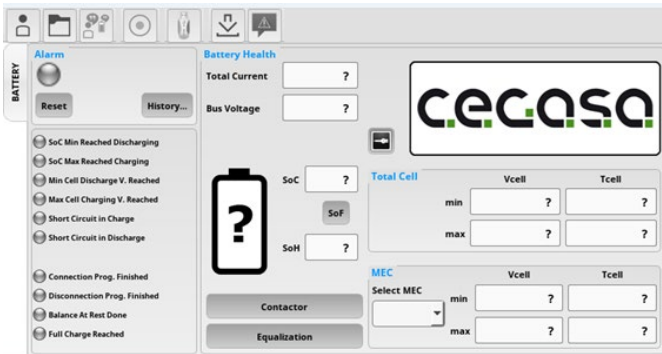 BATTERY
Alarm
Reset
History...
SoC Min Reached Discharging
SoC Max Reached Charging
Min Cell Discharge V. Reached
Max Cell Charging V. Reached
Short Circuit in Charge
Short Circuit in Discharge
Connection Prog. Finished
Disconnection Prog. Finished
Balance At Rest Done
Full Charge Reached
Battery Health
Total Current ?
Bus Voltage ?
cegasa
?
SoC ?
SoF
SoH ?
Contactor
Equalization
Total Cell
Vcell Tcell
min ? ?
max ? ?
MEC
Vcell Tcell
Select MEC
min ? ?
max ? ?